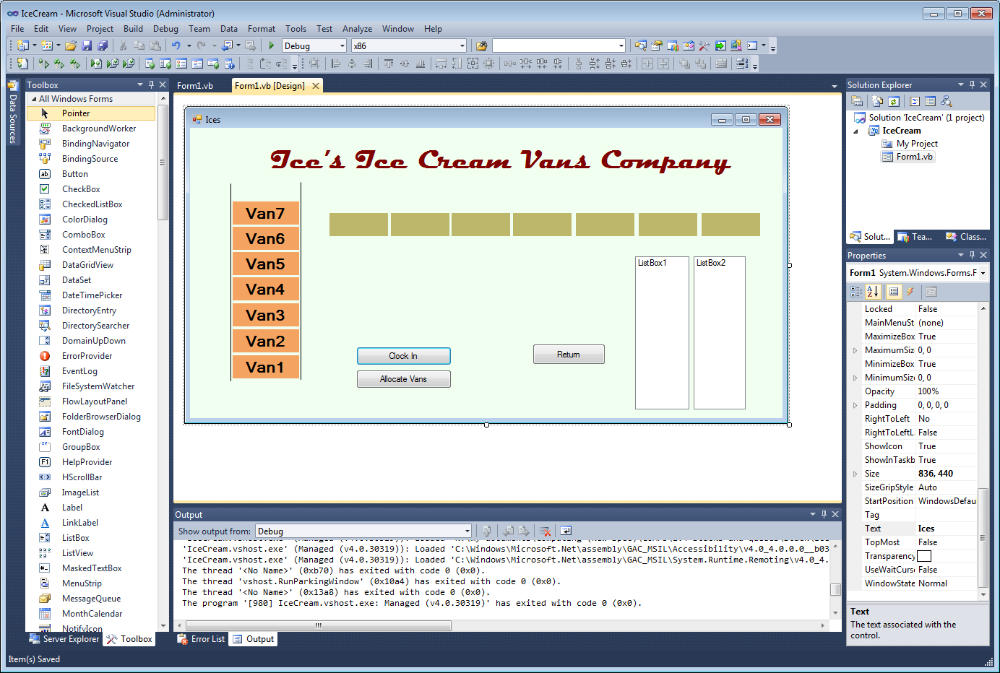 IceCream - Microsoft Visual Studio (Administrator)
File Edit View Project Build Debug Team Data Format Tools Test Analyze Window Help
Debug x86
Data Sources
Toolbox
All Windows Forms
Pointer
BackgroundWorker
BindingNavigator
BindingSource
Button
CheckBox
CheckedListBox
ColorDialog
ComboBox
ContextMenuStrip
DataGridView
DataSet
DateTimePicker
DirectoryEntry
DirectorySearcher
DomainUpDown
ErrorProvider
EventLog
FileSystemWatcher
FlowLayoutPanel
FolderBrowserDialog
FontDialog
GroupBox
HelpProvider
HScrollBar
ImageList
Label
LinkLabel
ListBox
ListView
MaskedTextBox
MenuStrip
MessageQueue
MonthCalendar
NotifyIcon
Server Explorer Toolbox
Form1.vb Form1.vb [Design]
Ices
Ice's Ice Cream Vans Company
Van7
Van6
Van5
Van4
Van3
Van2
Van1
ListBox1 ListBox2
Clock In
Return
Allocate Vans
Output
Show output from: Debug
'IceCream.vshost.exe' (Managed (v4.0.30319)): Loaded 'C:\Windows\Microsoft.Net\assembly\GAC_MSIL\Accessibility\v4.0_4.0.0.0__b03
'IceCream.vshost.exe' (Managed (v4.0.30319)): Loaded 'C:\Windows\Microsoft.Net\assembly\GAC_MSIL\System.Runtime.Remoting\v4.0_4.
The thread '<No Name>' (0xb70) has exited with code 0 (0x0).
The thread 'vshost.RunParkingWindow' (0x10a4) has exited with code 0 (0x0).
The thread '<No Name>' (0x13a8) has exited with code 0 (0x0).
The program '[980] IceCream.vshost.exe: Managed (v4.0.30319)' has exited with code 0 (0x0).
Error List Output
Solution Explorer
Solution 'IceCream' (1 project)
IceCream
My Project
Form1.vb
Solut... Tea... Class...
Properties
Form1 System.Windows.Forms.F
Locked False
MainMenuSt (none)
MaximizeBox True
MaximumSiz 0, 0
MinimizeBox True
MinimumSize 0, 0
Opacity 100%
Padding 0, 0, 0, 0
RightToLeft No
RightToLeftL False
ShowIcon True
ShowInTaskb True
Size 836, 440
SizeGripStyle Auto
StartPosition WindowsDefau
Tag
Text Ices
TopMost False
Transparency
UseWaitCurs False
WindowState Normal
Text
The text associated with the
control.
Item(s) Saved